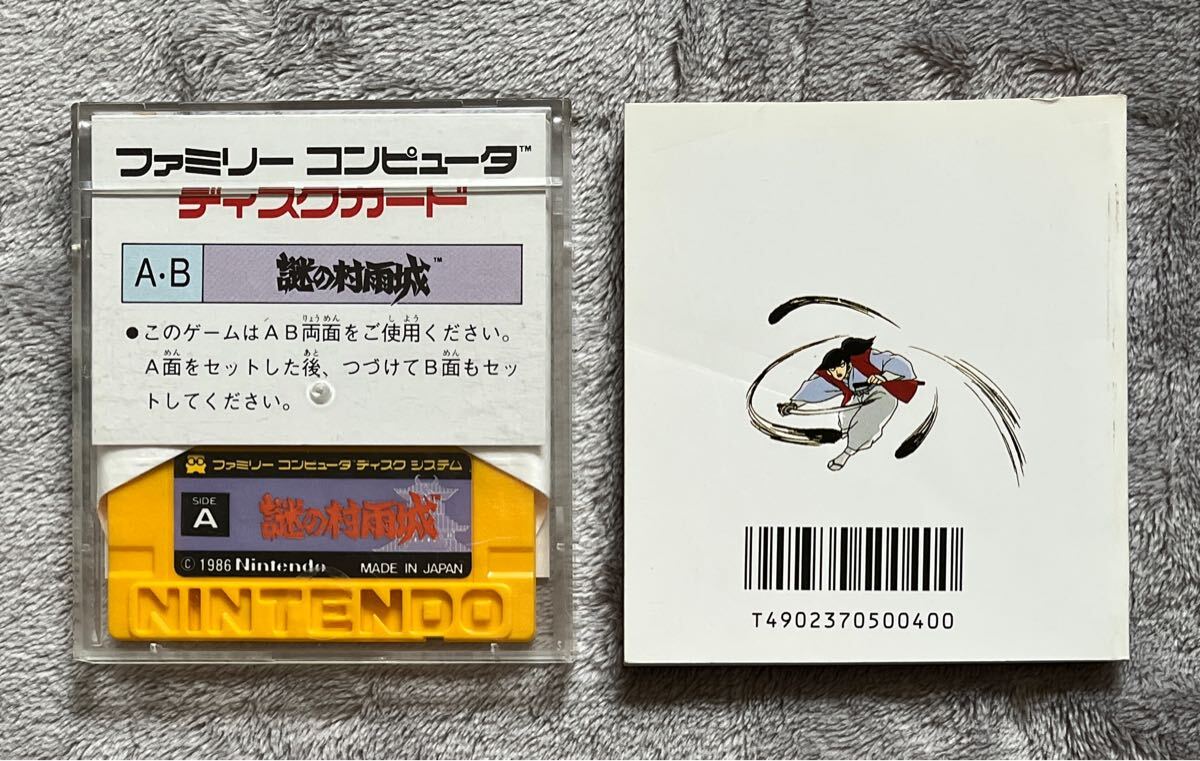 ファミリー コンピュータ™
ディスクカード
A・B 謎の村雨城™
●このゲームはAB両面をご使用ください。
A面をセットした後、つづけてB面もセッ
トしてください。
ファミリー コンピュータ ディスク システム
SIDE
A
謎の村雨城
© 1986 Nintendo MADE IN JAPAN
NINTENDO
T4902370500400